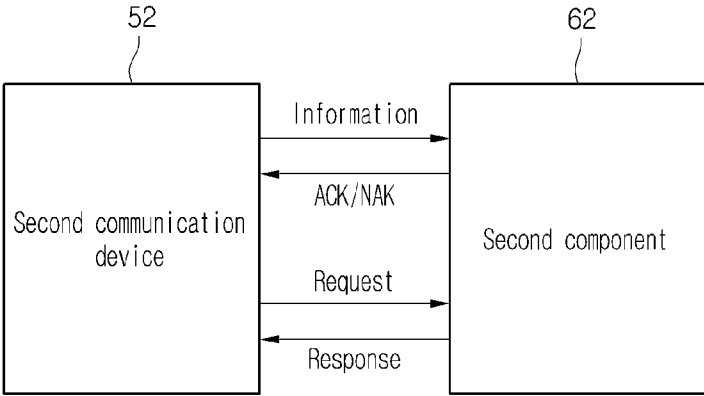 52
62
Information
ACK/NAK
Second communication
device
Second component
Request
Response